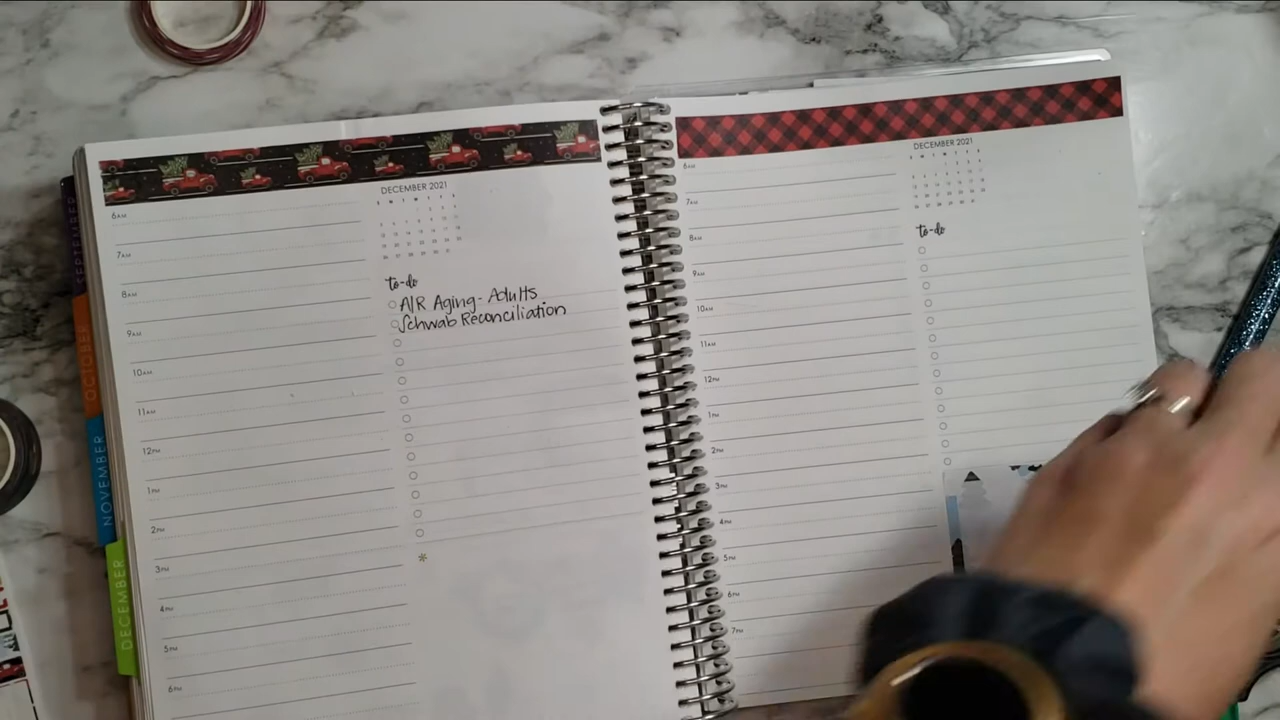 SEPTEMBER
OCTOBER
NOVEMBER
DECEMBER
DECEMBER 2021
6AM
7AM
8AM
9AM
10AM
11AM
12PM
1PM
2PM
3PM
4PM
5PM
6PM
to-do
A/R Aging - Adults
Schwab Reconciliation
*
DECEMBER 2021
6AM
7AM
8AM
9AM
10AM
11AM
12PM
1PM
2PM
3PM
4PM
5PM
6PM
7PM
to-do